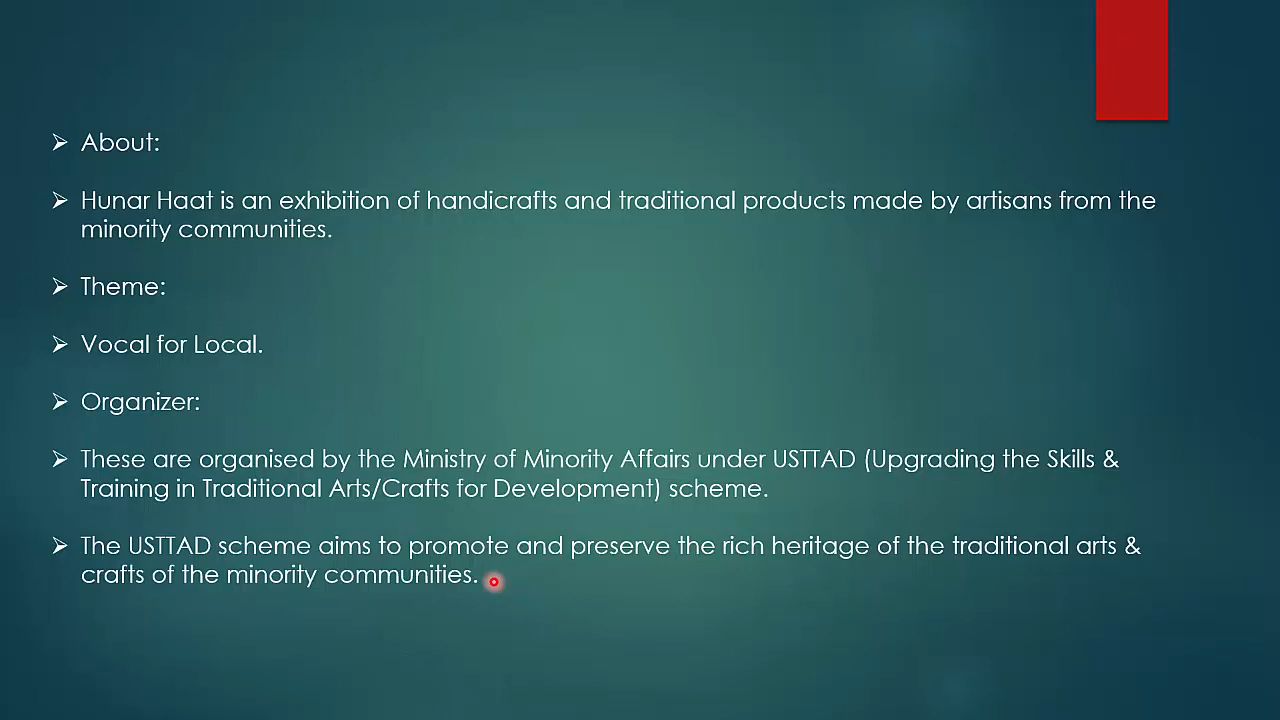 ➢ About:
➢ Hunar Haat is an exhibition of handicrafts and traditional products made by artisans from the
minority communities.
➢ Theme:
➢ Vocal for Local.
➢ Organizer:
➢ These are organised by the Ministry of Minority Affairs under USTTAD (Upgrading the Skills &
Training in Traditional Arts/Crafts for Development) scheme.
➢ The USTTAD scheme aims to promote and preserve the rich heritage of the traditional arts &
crafts of the minority communities.